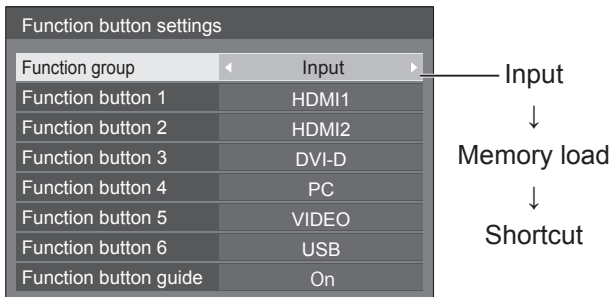 Function button settings
Function group Input
Input
Function button 1 HDMI1
Function button 2 HDMI2
↓
Function button 3 DVI-D
Memory load
Function button 4 PC
↓
Function button 5 VIDEO
Shortcut
Function button 6 USB
Function button guide On